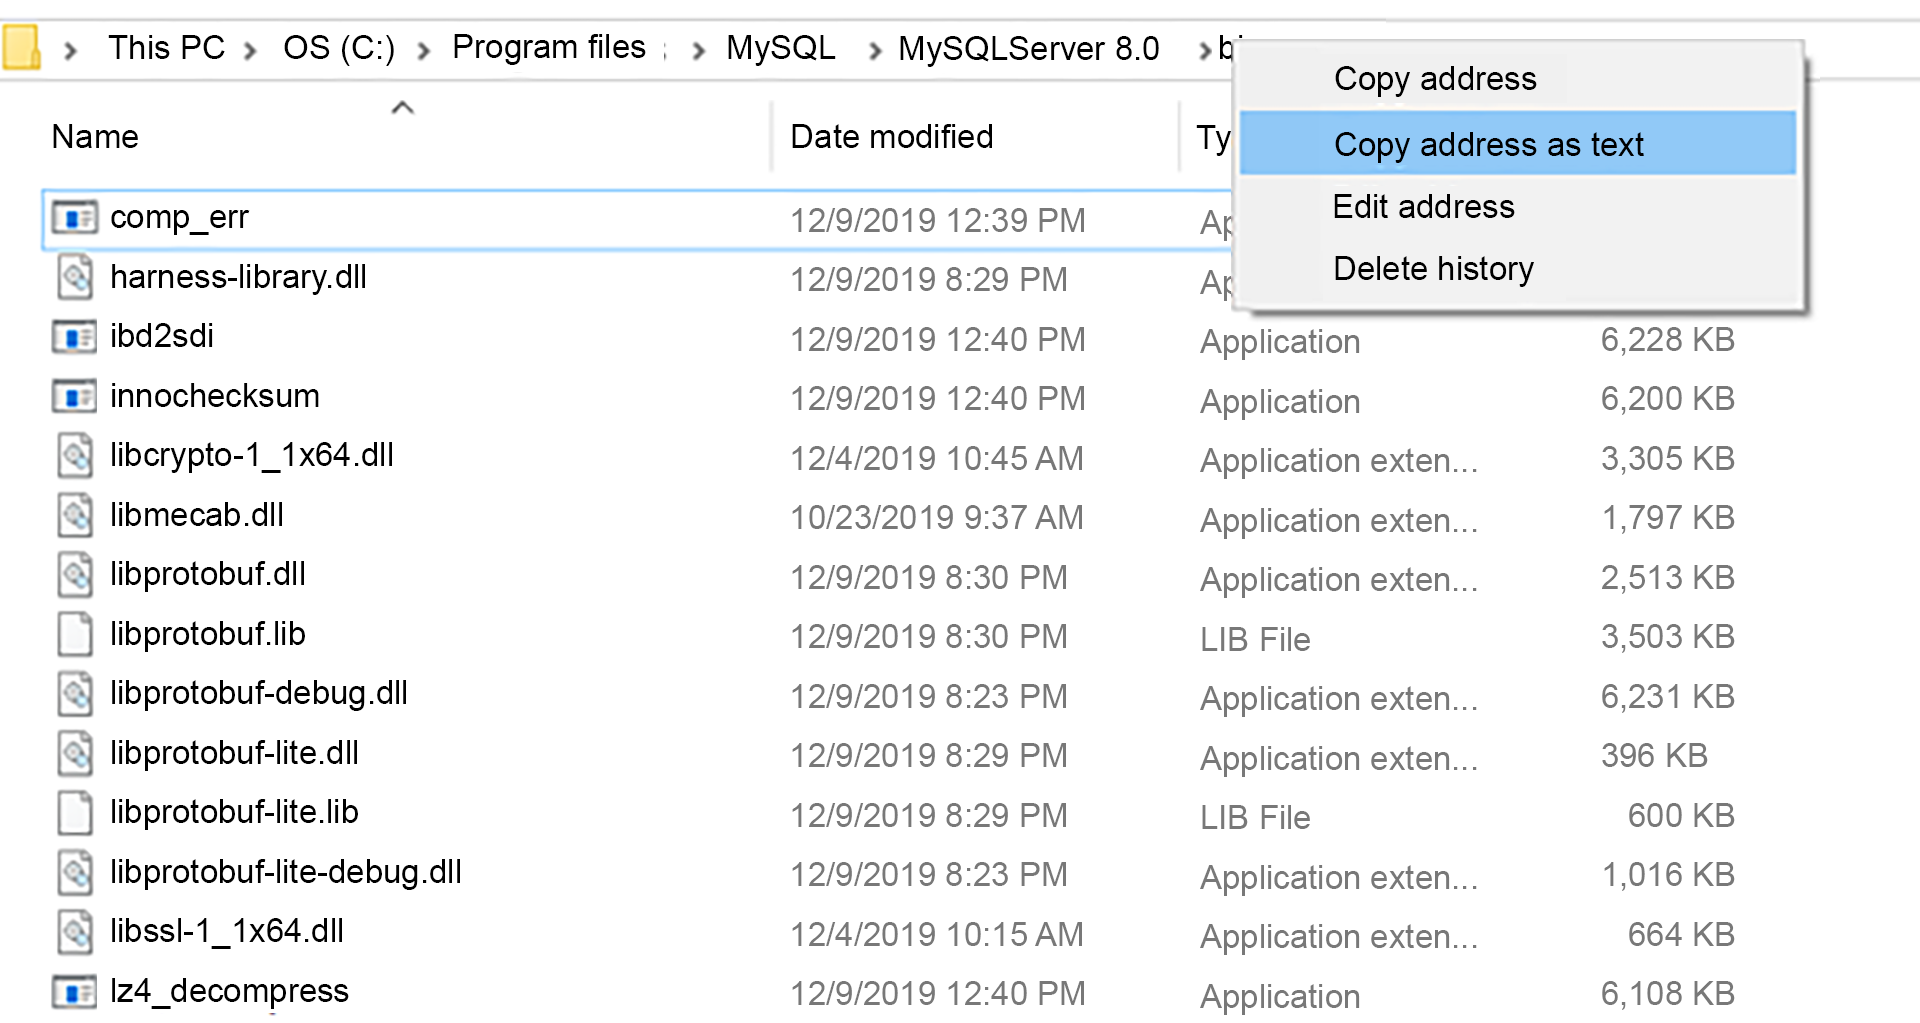 This PC > OS (C:) > Program files > MySQL > MySQLServer 8.0 >
Copy address
Copy address as text
Edit address
Delete history
Name Date modified
comp_err 12/9/2019 12:39 PM
harness-library.dll 12/9/2019 8:29 PM
ibd2sdi 12/9/2019 12:40 PM Application 6,228 KB
innochecksum 12/9/2019 12:40 PM Application 6,200 KB
libcrypto-1_1x64.dll 12/4/2019 10:45 AM Application exten... 3,305 KB
libmecab.dll 10/23/2019 9:37 AM Application exten... 1,797 KB
libprotobuf.dll 12/9/2019 8:30 PM Application exten... 2,513 KB
libprotobuf.lib 12/9/2019 8:30 PM LIB File 3,503 KB
libprotobuf-debug.dll 12/9/2019 8:23 PM Application exten... 6,231 KB
libprotobuf-lite.dll 12/9/2019 8:29 PM Application exten... 396 KB
libprotobuf-lite.lib 12/9/2019 8:29 PM LIB File 600 KB
libprotobuf-lite-debug.dll 12/9/2019 8:23 PM Application exten... 1,016 KB
libssl-1_1x64.dll 12/4/2019 10:15 AM Application exten... 664 KB
lz4_decompress 12/9/2019 12:40 PM Application 6,108 KB